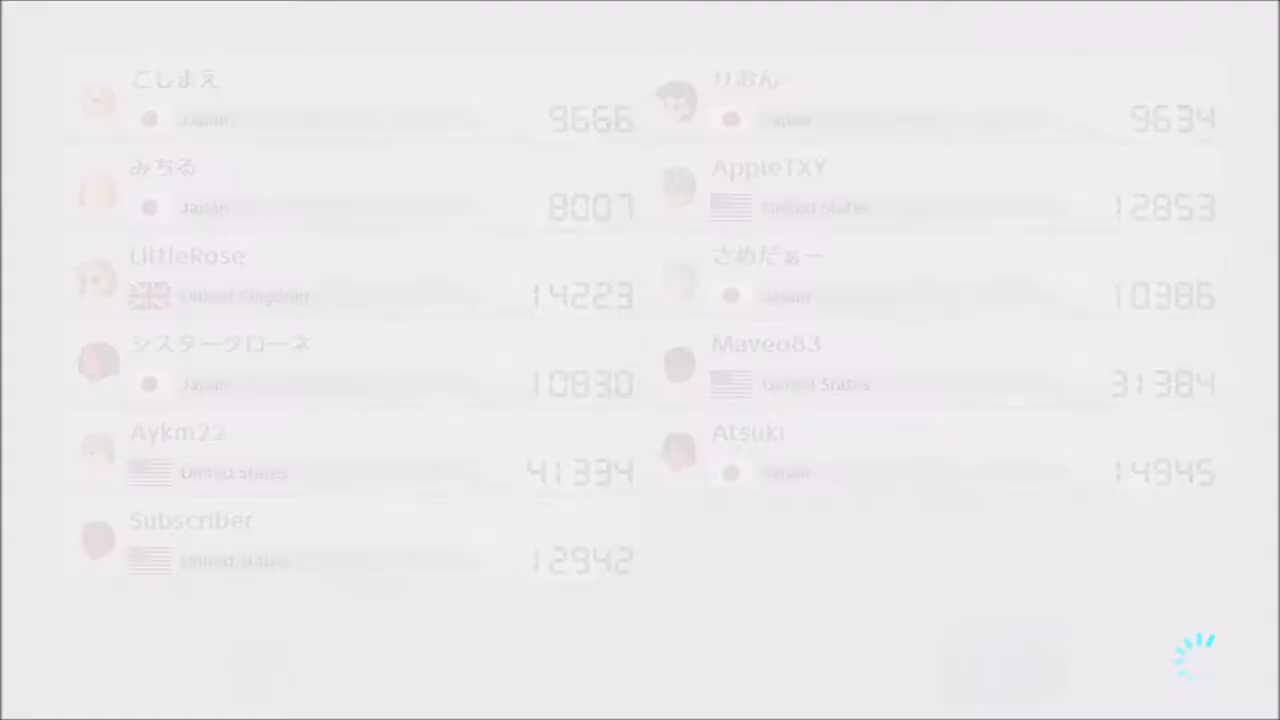 こしまえ
Japan 9666
りおん
Japan 9634
みちる
Japan 8007
AppleTXY
United States 12853
LittleRose
United Kingdom 14223
さめだぁー
Japan 10386
シスタークローネ
Japan 10830
Maveo83
United States 31384
Aykm22
United States 41334
Atsuki
Japan 14945
Subscriber
United States 12942